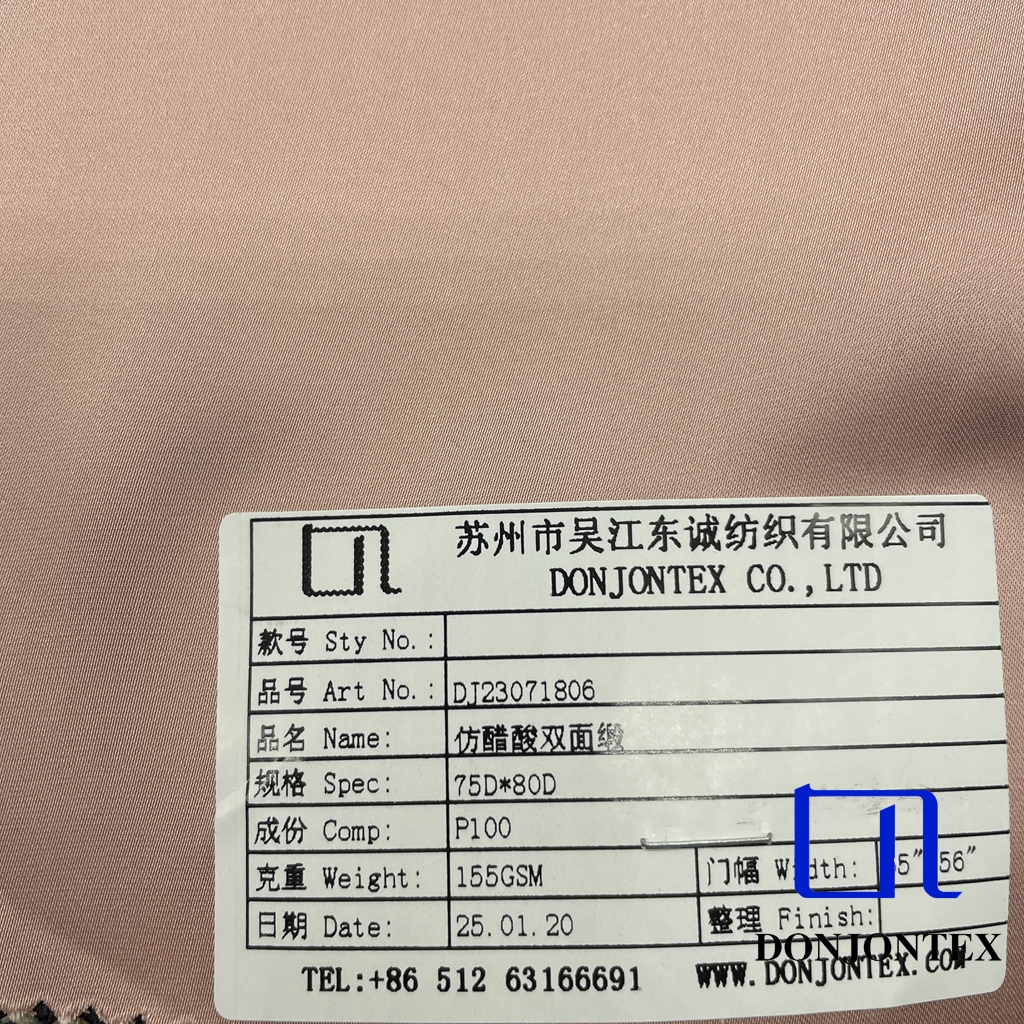 苏州市吴江东诚纺织有限公司
DONJONTEX CO.,LTD
款号 Sty No.:
品号 Art No.: DJ23071806
品名 Name: 仿醋酸双面缎
规格 Spec: 75D*80D
成份 Comp: P100
克重 Weight: 155GSM 门幅 Width: 55" 56"
日期 Date: 25.01.20 整理 Finish:
TEL:+86 512 63166691 www.DONJONTEX.COM
DONJONTEX